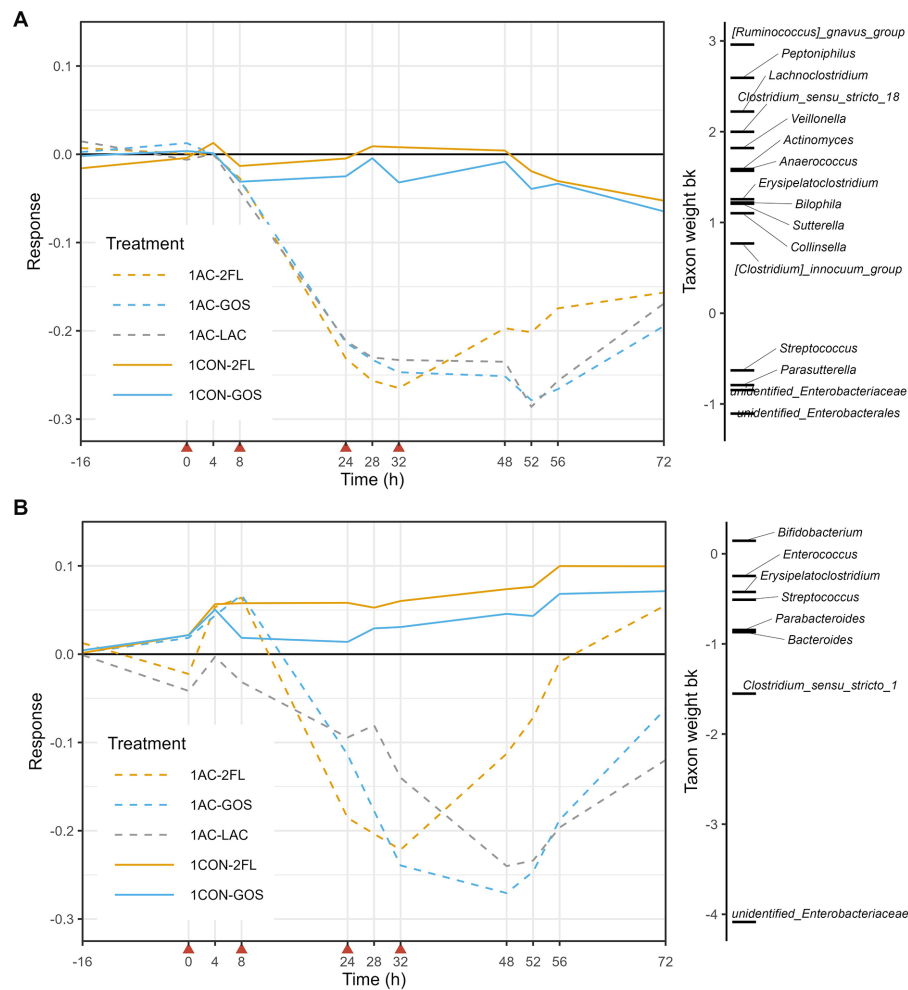 A
0.1
0.0
-0.1
-0.2
-0.3
Response
Treatment
1AC-2FL
1AC-GOS
1AC-LAC
1CON-2FL
1CON-GOS
-16
0
4
8
24
28
32
48
52
56
72
Time (h)
Taxon weight bk
3
2
1
0
-1
[Ruminococcus]_gnavus_group
Peptoniphilus
Lachnoclostridium
Clostridium_sensu_stricto_18
Veillonella
Actinomyces
Anaerococcus
Erysipelatoclostridium
Bilophila
Sutterella
Collinsella
[Clostridium]_innocuum_group
Streptococcus
Parasutterella
unidentified_Enterobacteriaceae
unidentified_Enterobacterales
B
0.1
0.0
-0.1
-0.2
-0.3
Response
Treatment
1AC-2FL
1AC-GOS
1AC-LAC
1CON-2FL
1CON-GOS
-16
0
4
8
24
28
32
48
52
56
72
Time (h)
Taxon weight bk
0
-1
-2
-3
-4
Bifidobacterium
Enterococcus
Erysipelatoclostridium
Streptococcus
Parabacteroides
Bacteroides
Clostridium_sensu_stricto_1
unidentified_Enterobacteriaceae